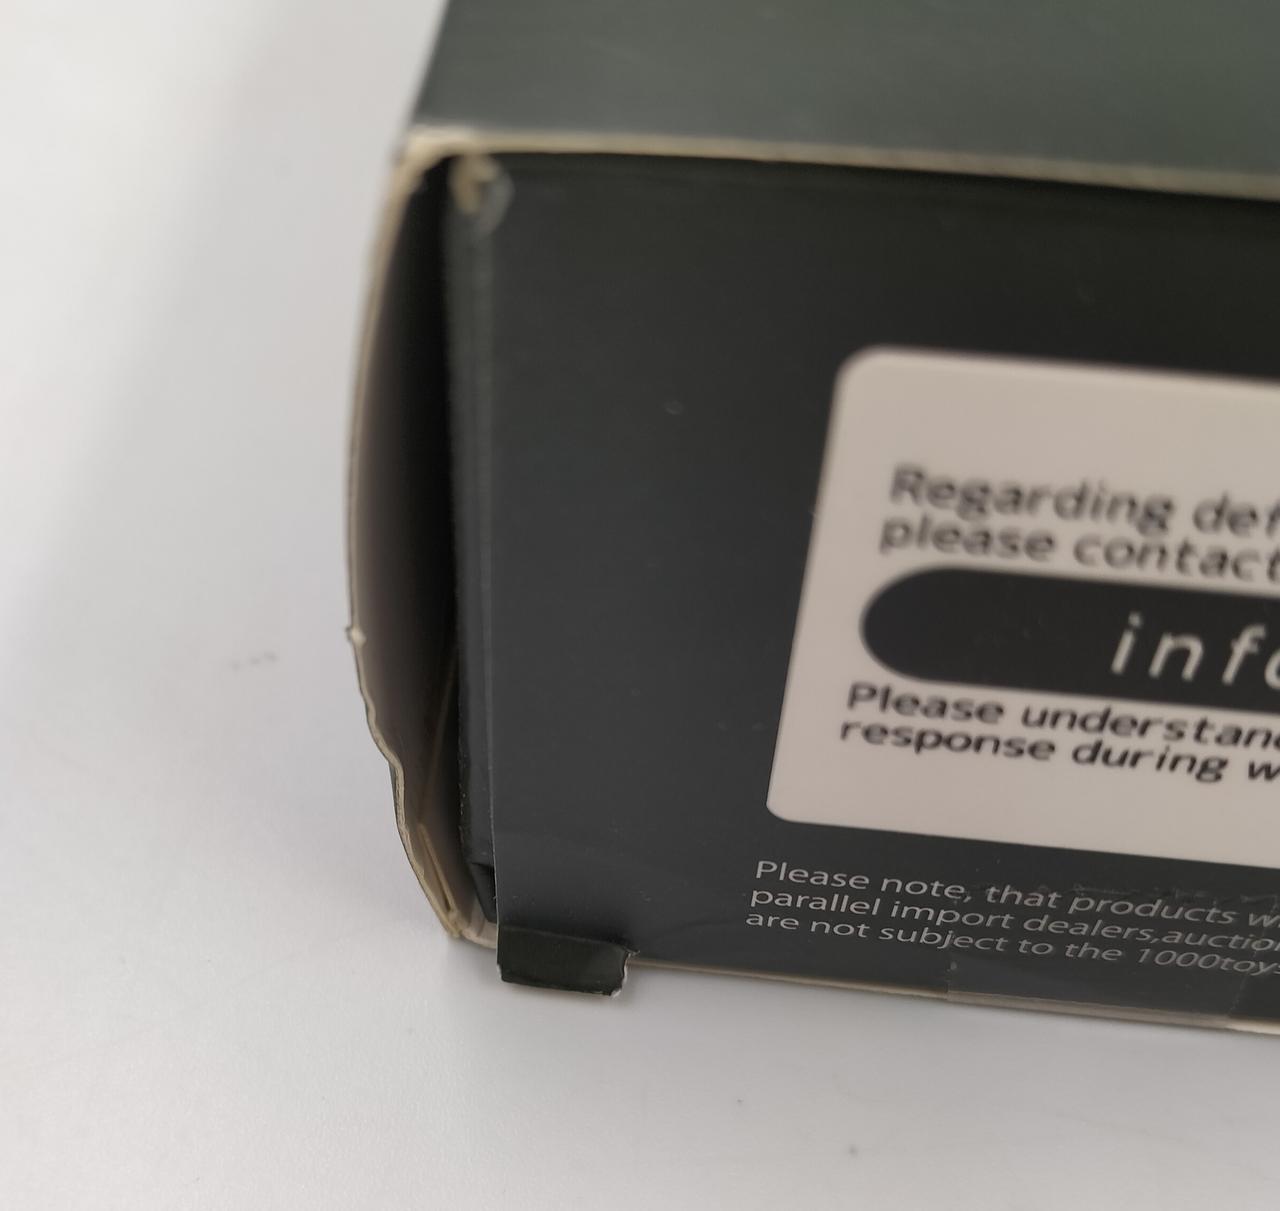 Regarding def
please contact
info
Please understand
response during w
Please note, that products w
parallel import dealers,auction
are not subject to the 1000toys